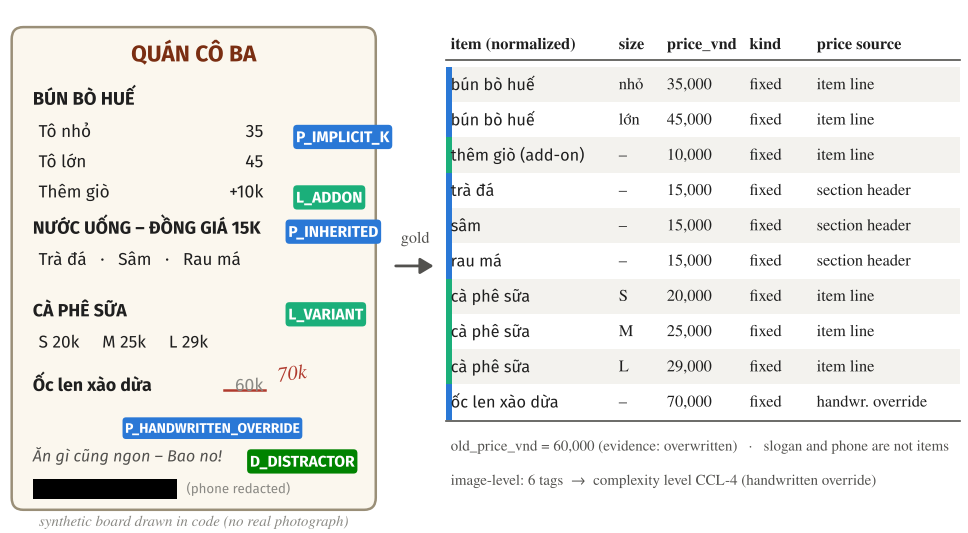 QUÁN CÔ BA
BÚN BÒ HUẾ
Tô nhỏ 35 P_IMPLICIT_K
Tô lớn 45
Thêm giò +10k L_ADDON
NƯỚC UỐNG – ĐỒNG GIÁ 15K P_INHERITED
Trà đá · Sâm · Rau má
CÀ PHÊ SỮA L_VARIANT
S 20k M 25k L 29k
Ốc len xào dừa 60k 70k
P_HANDWRITTEN_OVERRIDE
Ăn gì cũng ngon – Bao no! D_DISTRACTOR
(phone redacted)
synthetic board drawn in code (no real photograph)
gold
item (normalized) size price_vnd kind price source
bún bò huế nhỏ 35,000 fixed item line
bún bò huế lớn 45,000 fixed item line
thêm giò (add-on) – 10,000 fixed item line
trà đá – 15,000 fixed section header
sâm – 15,000 fixed section header
rau má – 15,000 fixed section header
cà phê sữa S 20,000 fixed item line
cà phê sữa M 25,000 fixed item line
cà phê sữa L 29,000 fixed item line
ốc len xào dừa – 70,000 fixed handwr. override
old_price_vnd = 60,000 (evidence: overwritten) · slogan and phone are not items
image-level: 6 tags → complexity level CCL-4 (handwritten override)